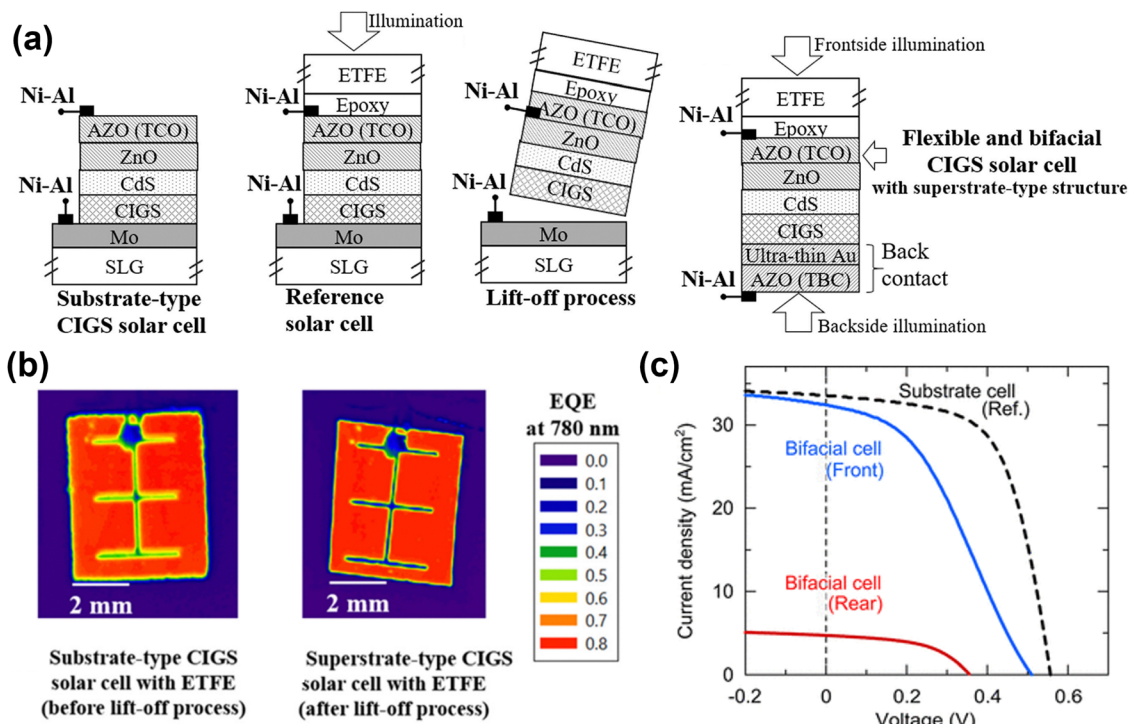 (a)
Ni-Al
AZO (TCO)
ZnO
CdS
Ni-Al
CIGS
Mo
SLG
Substrate-type
CIGS solar cell
Illumination
ETFE
Ni-Al
Epoxy
AZO (TCO)
ZnO
Ni-Al
CdS
CIGS
Mo
SLG
Reference
solar cell
ETFE
Epoxy
Ni-Al
AZO (TCO)
ZnO
CdS
Ni-Al
CIGS
Mo
SLG
Lift-off process
Frontside illumination
ETFE
Ni-Al
Epoxy
AZO (TCO)
ZnO
CdS
CIGS
Ultra-thin Au
Ni-Al
AZO (TBC)
Back
contact
Backside illumination
Flexible and bifacial
CIGS solar cell
with superstrate-type structure
(b)
2 mm
Substrate-type CIGS
solar cell with ETFE
(before lift-off process)
2 mm
Superstrate-type CIGS
solar cell with ETFE
(after lift-off process)
EQE
at 780 nm
0.0
0.1
0.2
0.3
0.4
0.5
0.6
0.7
0.8
(c)
Substrate cell
(Ref.)
Bifacial cell
(Front)
Bifacial cell
(Rear)
Current density (mA/cm²)
30
20
10
0
-0.2
0
0.2
0.4
0.6
Voltage (V)